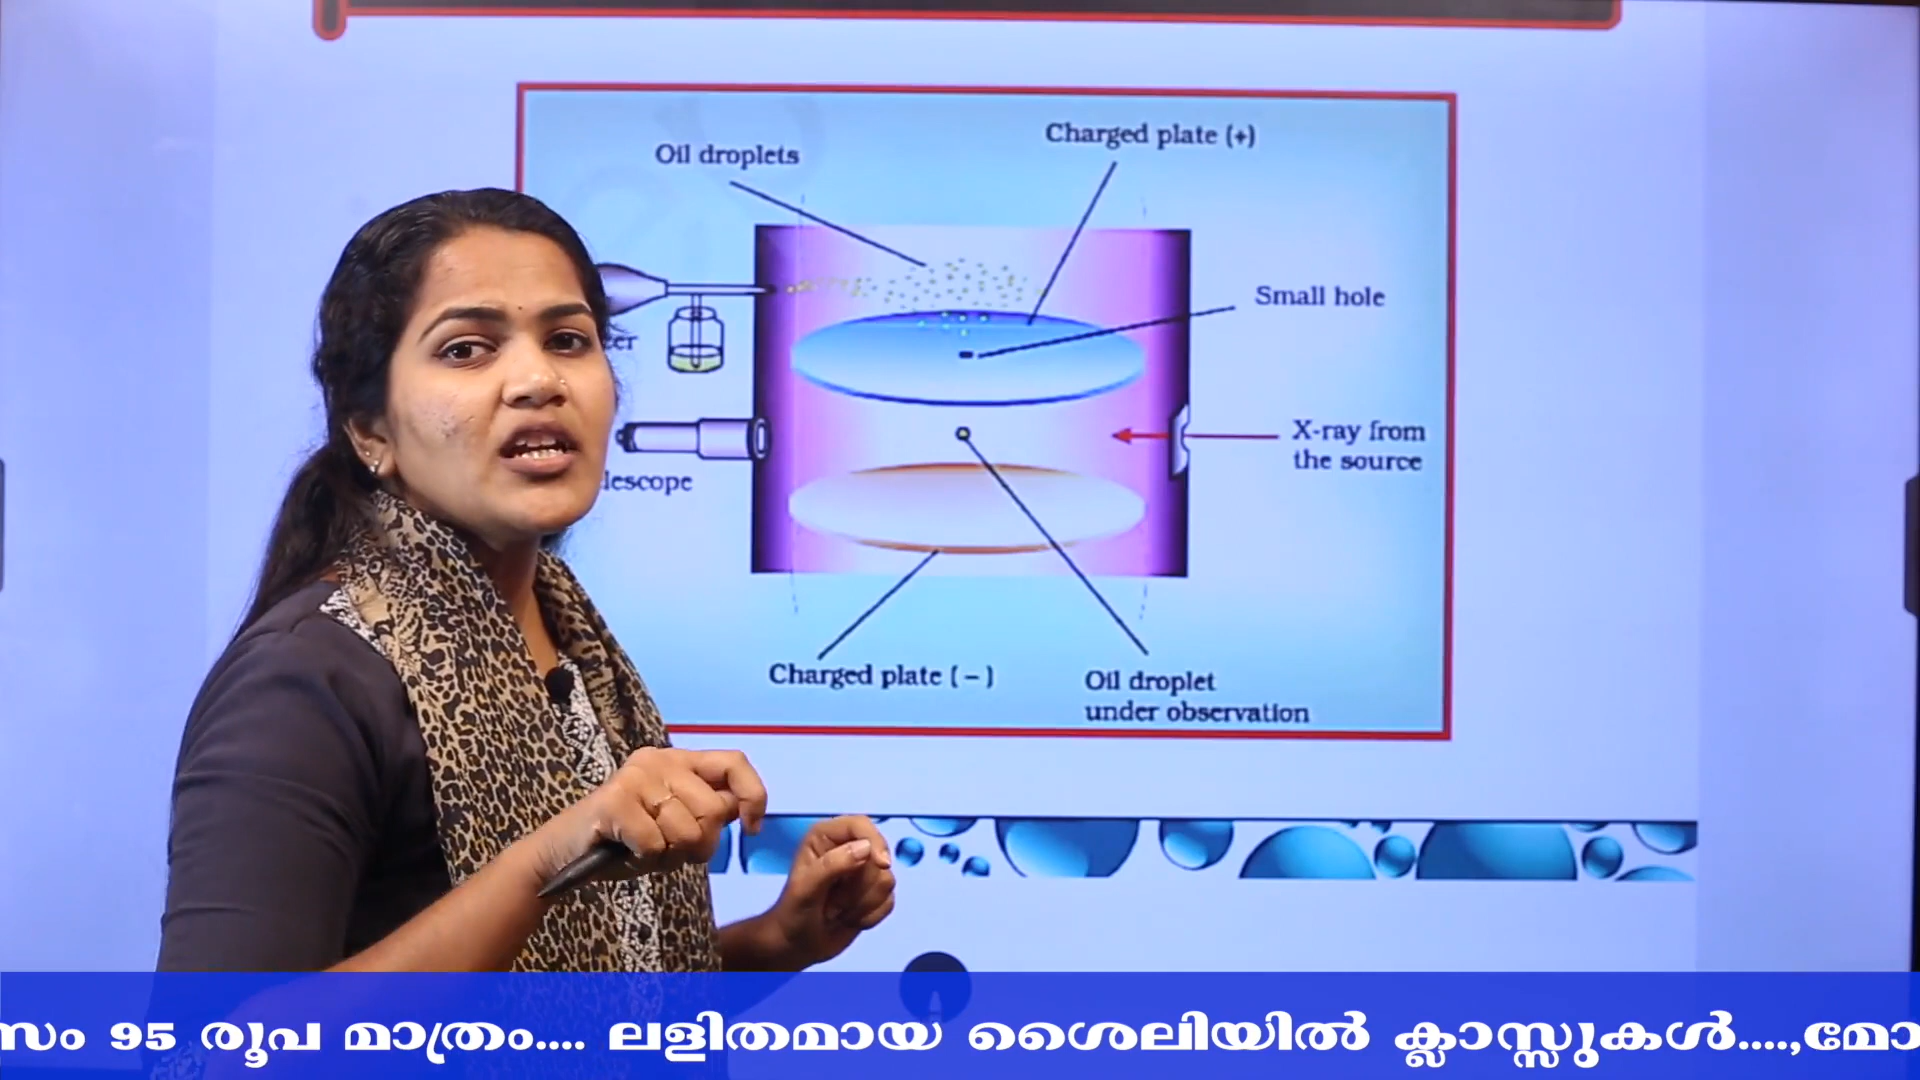 Oil droplets
Charged plate (+)
Small hole
X-ray from
the source
Charged plate (-)
Oil droplet
under observation
95 രൂപ മാത്രം.... ലളിതമായ ശൈലിയിൽ ക്ലാസ്സുകൾ....,